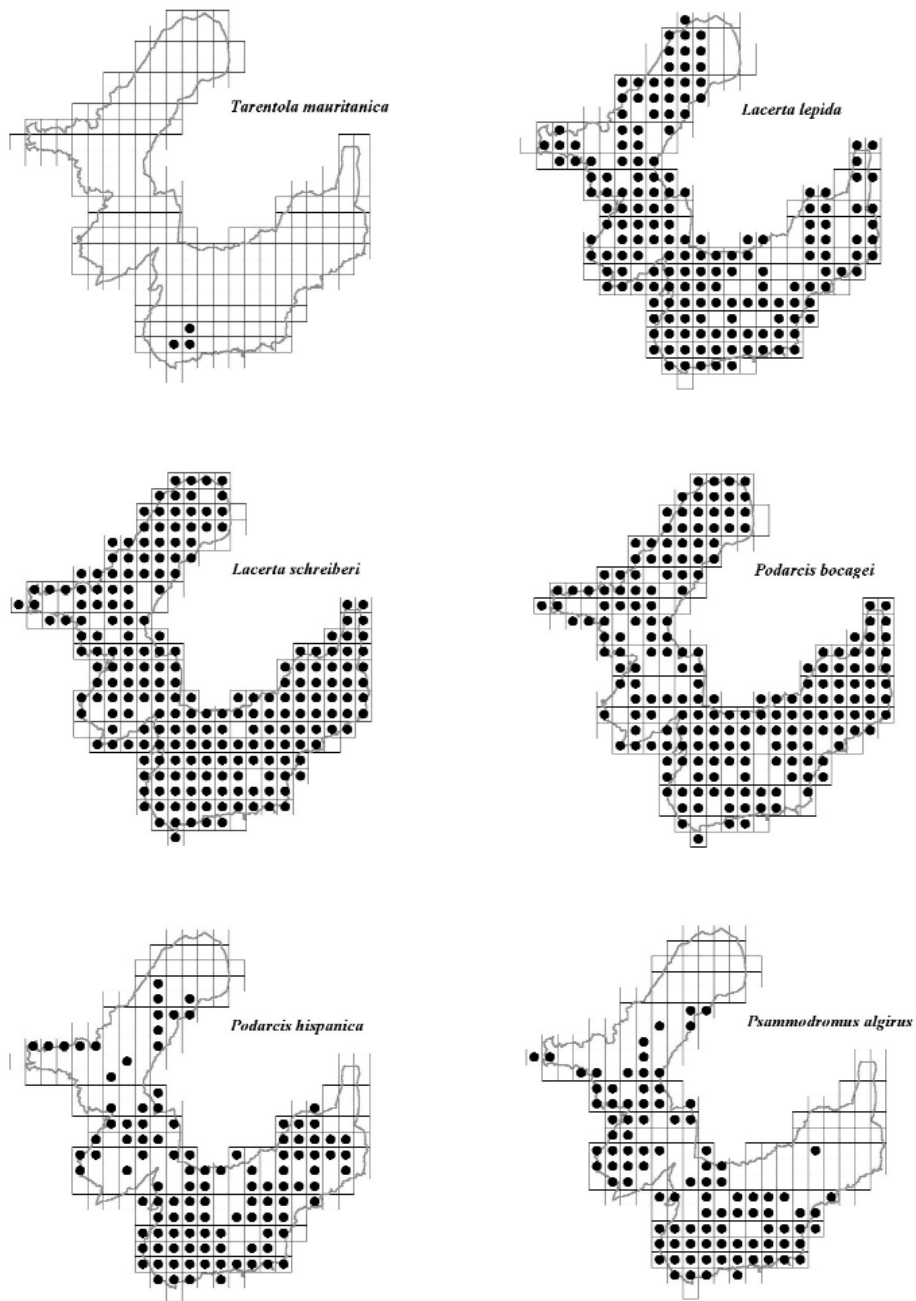 Tarentola mauritanica
Lacerta lepida
Lacerta schreiberi
Podarcis bocagei
Podarcis hispanica
Psammodromus algirus